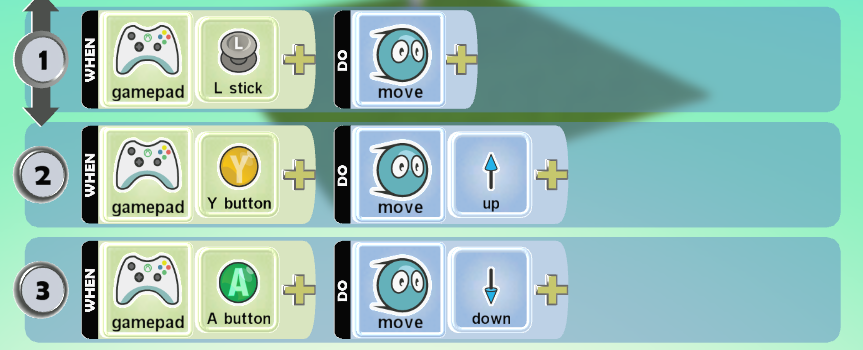 1 WHEN gamepad L stick DO move
2 WHEN gamepad Y Y button DO move up
3 WHEN gamepad A A button DO move down